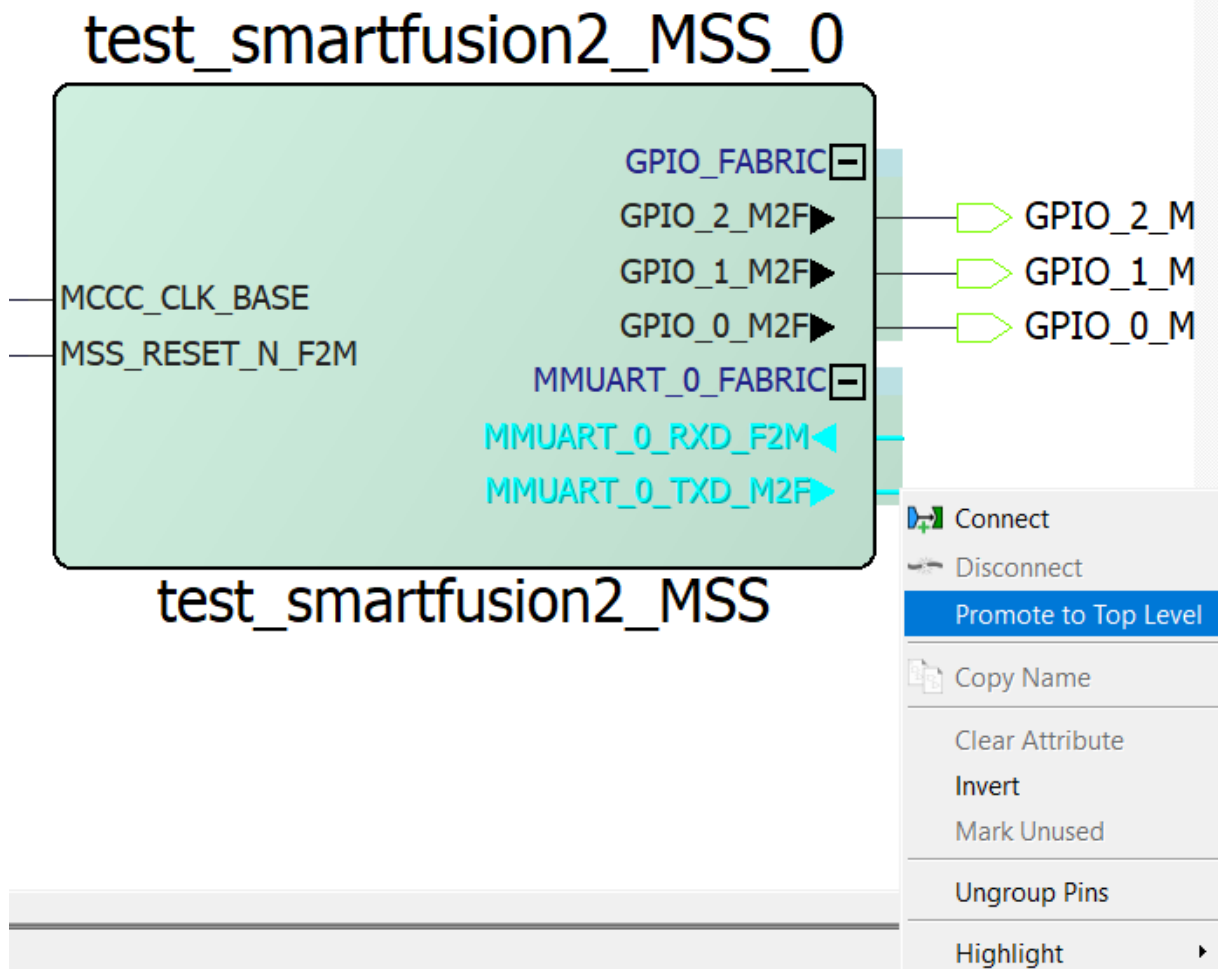 test_smartfusion2_MSS_0
GPIO_FABRIC
GPIO_2_M2F
GPIO_2_M
GPIO_1_M2F
GPIO_1_M
GPIO_0_M2F
GPIO_0_M
MCCC_CLK_BASE
MSS_RESET_N_F2M
MMUART_0_FABRIC
MMUART_0_RXD_F2M
MMUART_0_TXD_M2F
test_smartfusion2_MSS
Connect
Disconnect
Promote to Top Level
Copy Name
Clear Attribute
Invert
Mark Unused
Ungroup Pins
Highlight